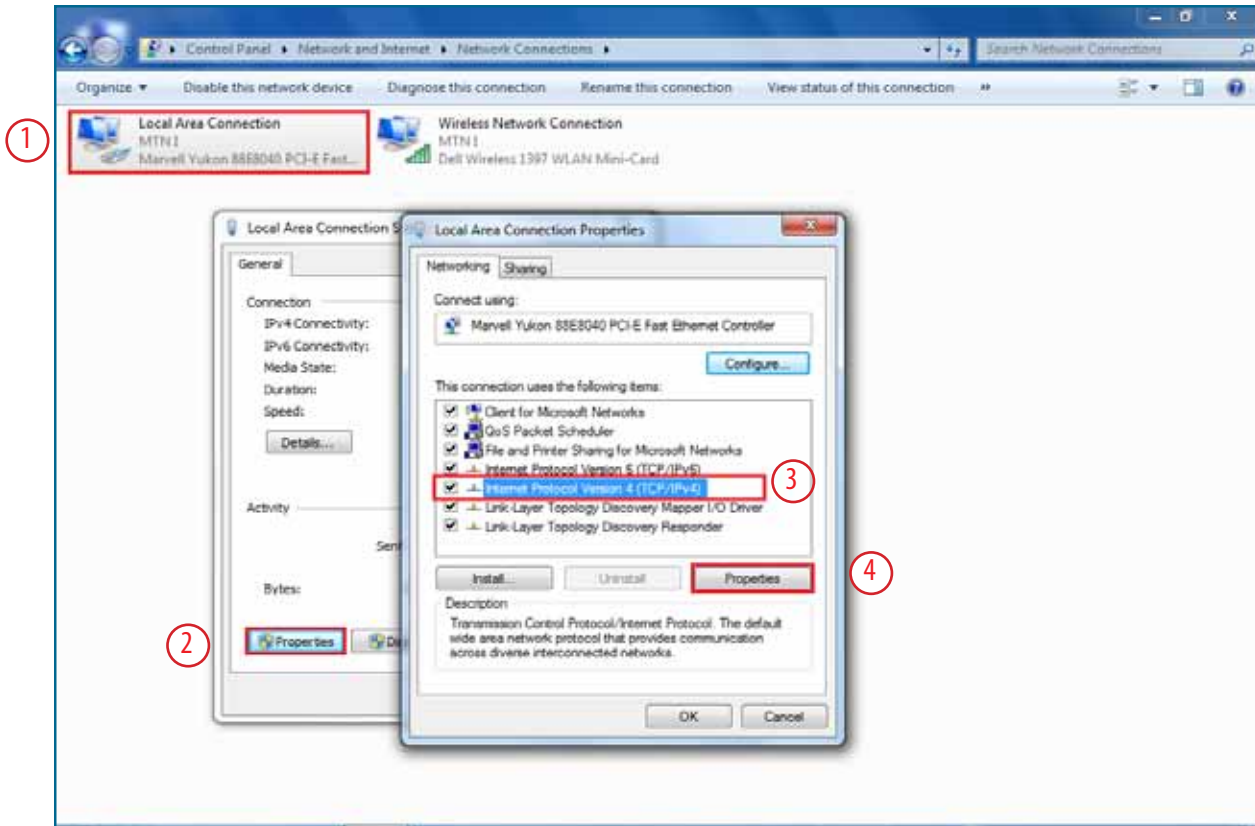 Control Panel ▸ Network and Internet ▸ Network Connections ▸
Search Network Connections
Organize ▾ Disable this network device Diagnose this connection Rename this connection View status of this connection »
1
Local Area Connection
MTN1
Marvell Yukon 88E8040 PCI-E Fast...
Wireless Network Connection
MTN1
Dell Wireless 1397 WLAN Mini-Card
Local Area Connection S
General
Connection
IPv4 Connectivity:
IPv6 Connectivity:
Media State:
Duration:
Speed:
Details...
Activity
Sent
Bytes:
2
Properties
Dis
Local Area Connection Properties
Networking
Sharing
Connect using:
Marvell Yukon 88E8040 PCI-E Fast Ethernet Controller
Configure...
This connection uses the following items:
Client for Microsoft Networks
QoS Packet Scheduler
File and Printer Sharing for Microsoft Networks
Internet Protocol Version 6 (TCP/IPv6)
Internet Protocol Version 4 (TCP/IPv4)
3
Link-Layer Topology Discovery Mapper I/O Driver
Link-Layer Topology Discovery Responder
Install...
Uninstall
Properties
4
Description
Transmission Control Protocol/Internet Protocol. The default
wide area network protocol that provides communication
across diverse interconnected networks.
OK
Cancel